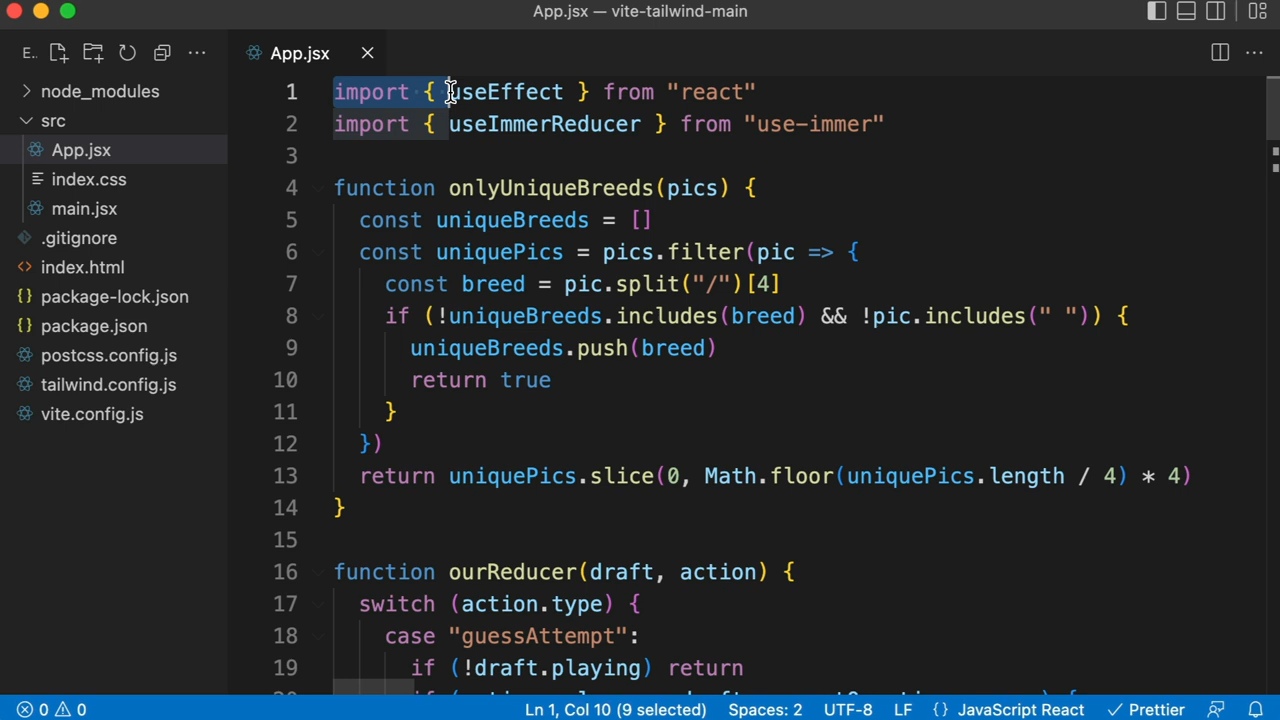 App.jsx — vite-tailwind-main
E..
App.jsx
node_modules
src
App.jsx
index.css
main.jsx
.gitignore
index.html
package-lock.json
package.json
postcss.config.js
tailwind.config.js
vite.config.js
1 import { useEffect } from "react"
2 import { useImmerReducer } from "use-immer"
3
4 function onlyUniqueBreeds(pics) {
5 const uniqueBreeds = []
6 const uniquePics = pics.filter(pic => {
7 const breed = pic.split("/")[4]
8 if (!uniqueBreeds.includes(breed) && !pic.includes(" ")) {
9 uniqueBreeds.push(breed)
10 return true
11 }
12 })
13 return uniquePics.slice(0, Math.floor(uniquePics.length / 4) * 4)
14 }
15
16 function ourReducer(draft, action) {
17 switch (action.type) {
18 case "guessAttempt":
19 if (!draft.playing) return
0 0 Ln 1, Col 10 (9 selected) Spaces: 2 UTF-8 LF {} JavaScript React Prettier